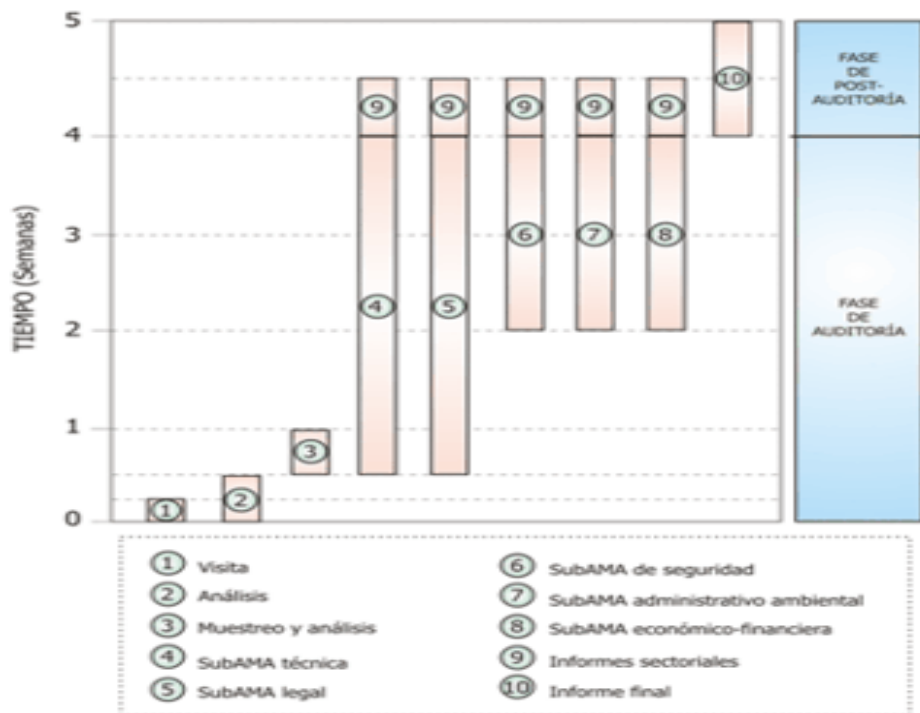 5
4
3
2
1
0
TIEMPO (Semanas)
1
2
3
4
5
6
7
8
9
9
9
9
9
10
FASE
DE
POST-
AUDITORÍA
FASE
DE
AUDITORÍA
1 Visita
2 Análisis
3 Muestreo y análisis
4 SubAMA técnica
5 SubAMA legal
6 SubAMA de seguridad
7 SubAMA administrativo ambiental
8 SubAMA económico-financiera
9 Informes sectoriales
10 Informe final